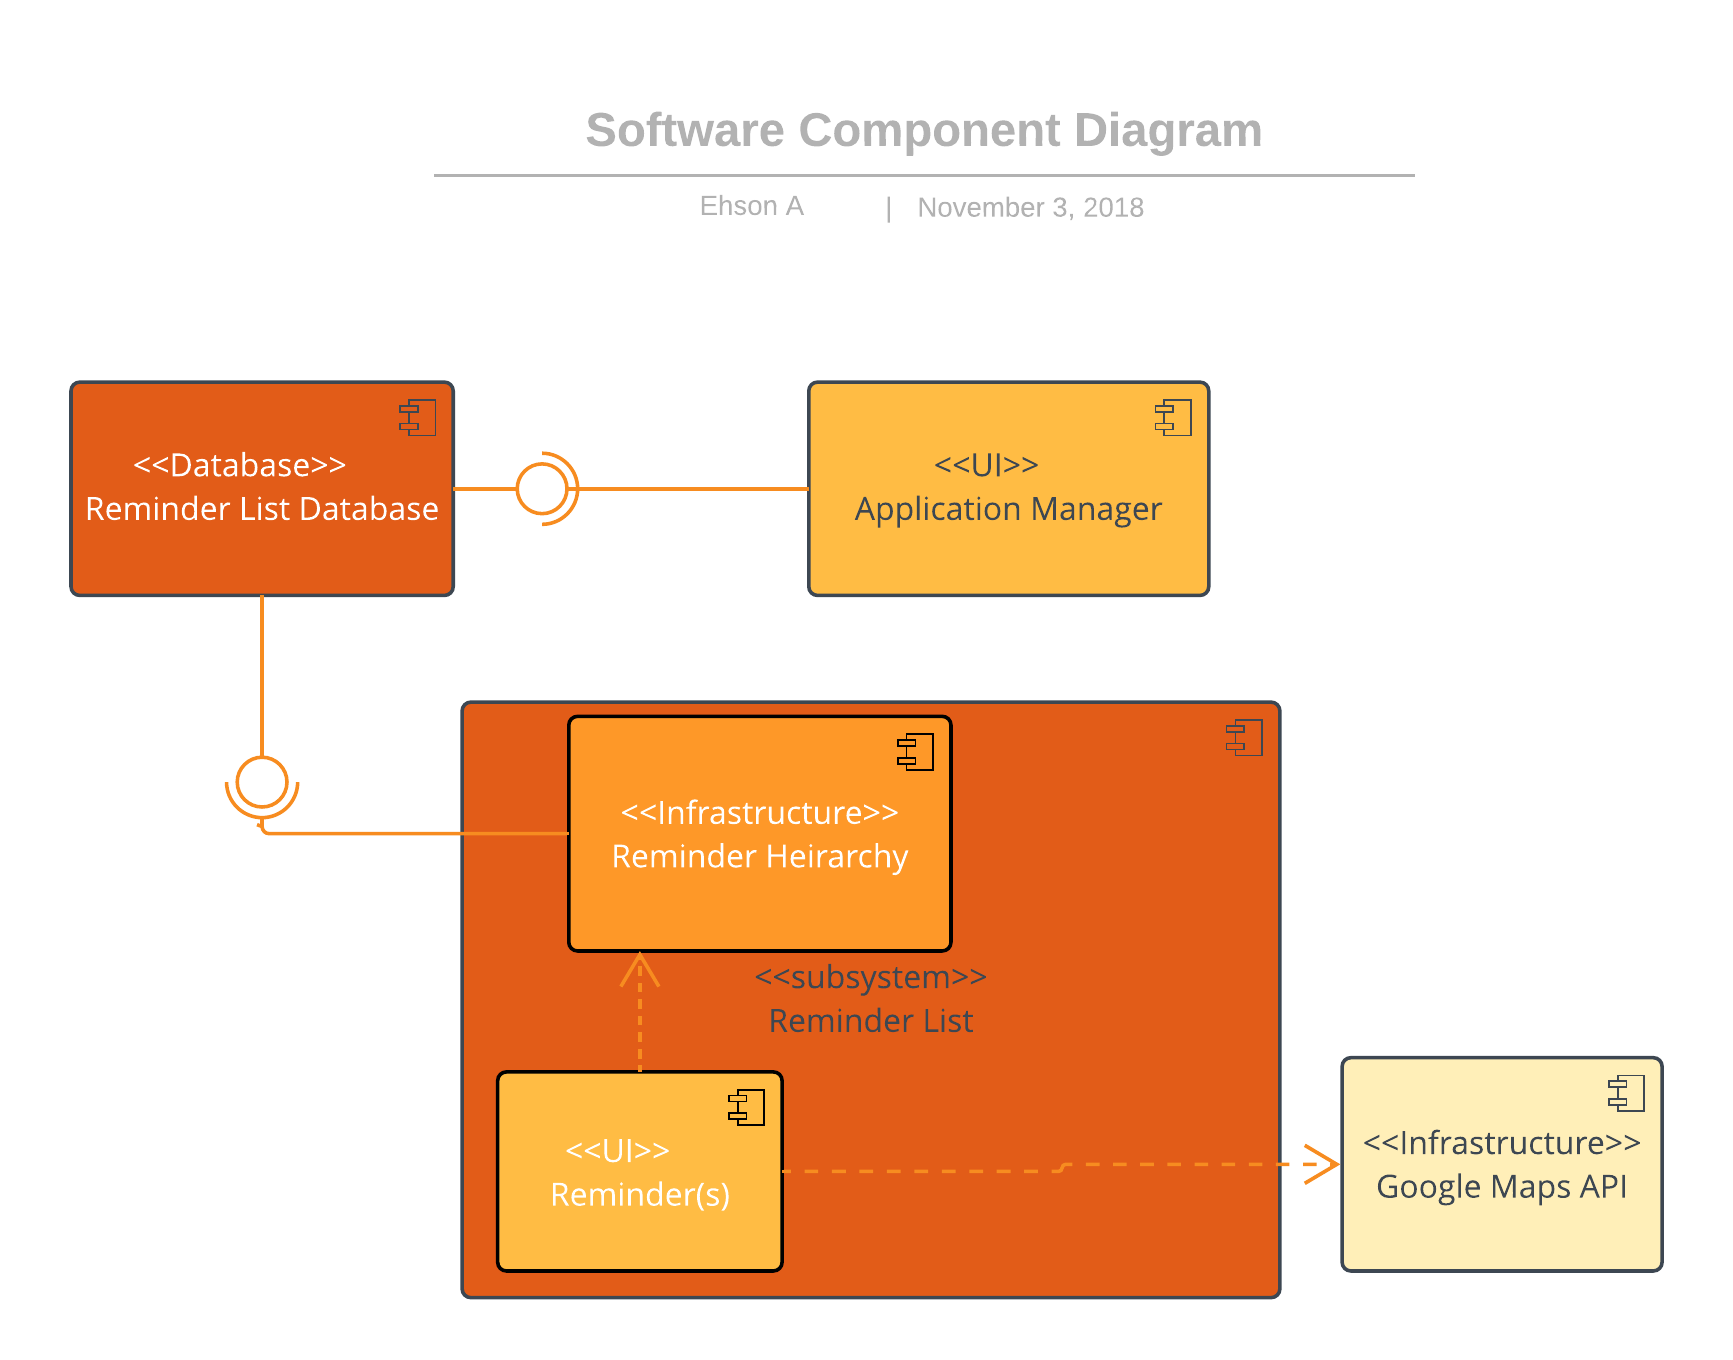 Software Component Diagram
Ehson A | November 3, 2018
<<Database>>
Reminder List Database
<<UI>>
Application Manager
<<Infrastructure>>
Reminder Heirarchy
<<subsystem>>
Reminder List
<<UI>>
Reminder(s)
<<Infrastructure>>
Google Maps API